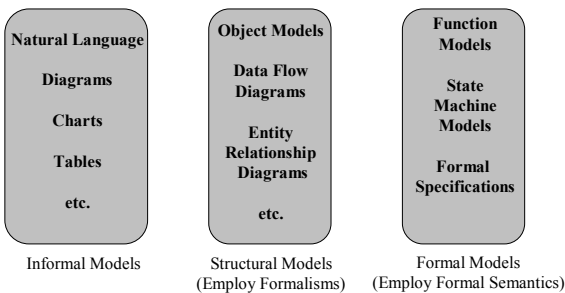 Natural Language
Diagrams
Charts
Tables
etc.
Informal Models
Object Models
Data Flow
Diagrams
Entity
Relationship
Diagrams
etc.
Structural Models
(Employ Formalisms)
Function
Models
State
Machine
Models
Formal
Specifications
Formal Models
(Employ Formal Semantics)